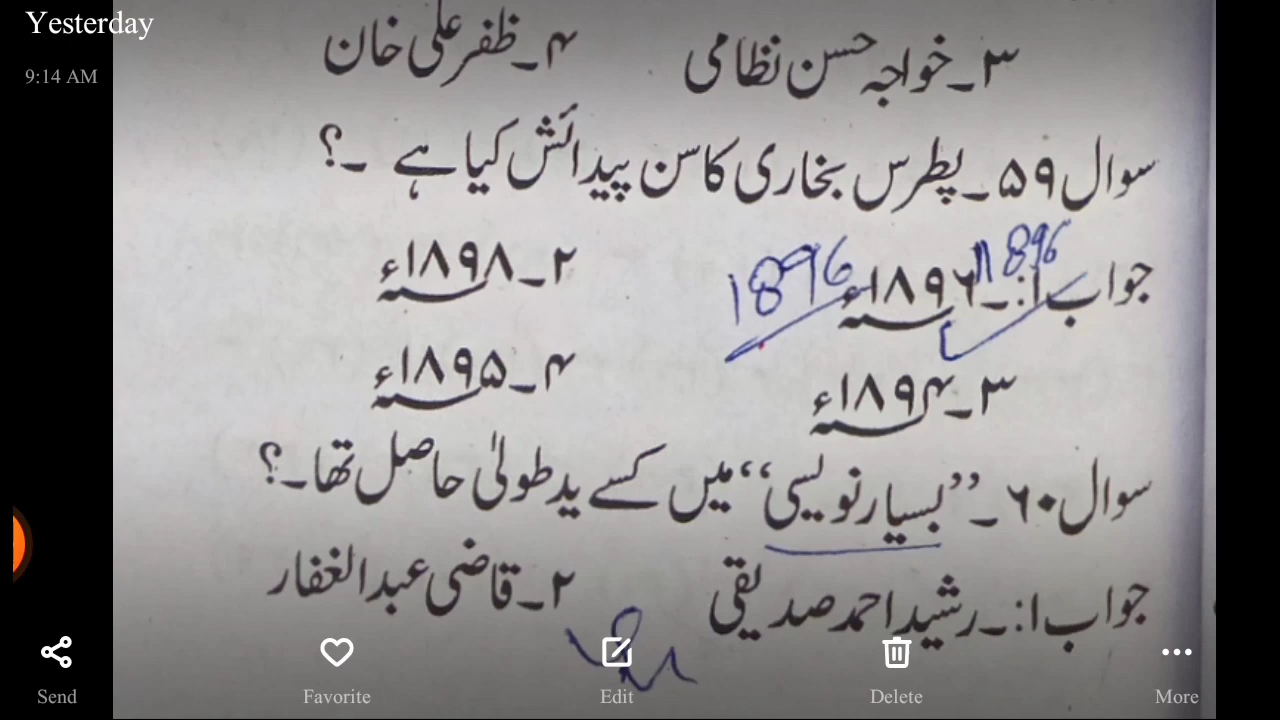 Yesterday
9:14 AM
۳۔ خواجہ حسن نظامی ۴۔ ظفر علی خان
سوال ۵۹۔ پطرس بخاری کا سن پیدائش کیا ہے ۔؟
1896 1896
جواب ا:۔ ۱۸۹۶ء ۲۔ ۱۸۹۸ء
۳۔ ۱۸۹۴ء ۴۔ ۱۸۹۵ء
سوال ۶۰۔ ”بسیار نویسی“ میں کسے ید طولیٰ حاصل تھا۔؟
جواب ا:۔ رشید احمد صدیقی ۲۔ قاضی عبدالغفار
Send Favorite Edit Delete More